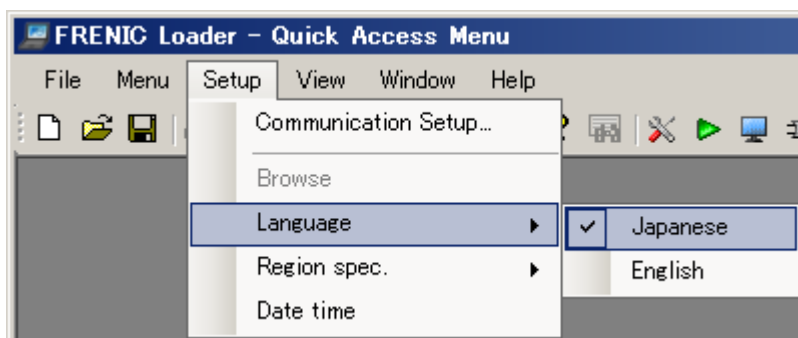 FRENIC Loader - Quick Access Menu
File Menu Setup View Window Help
Communication Setup...
Browse
Language
Japanese
Region spec.
English
Date time